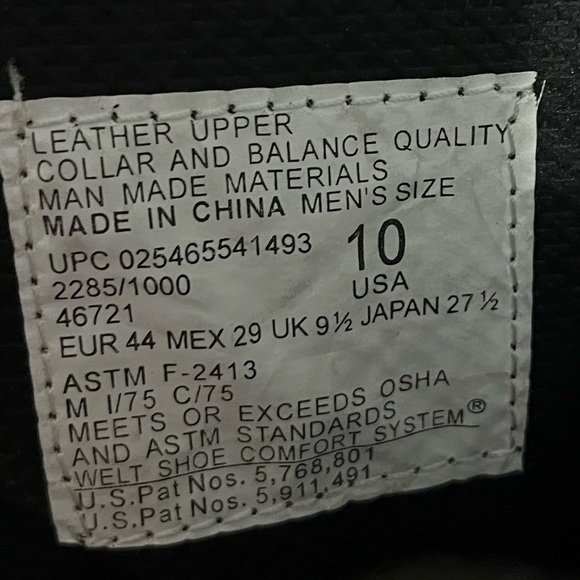 LEATHER UPPER
COLLAR AND BALANCE QUALITY
MAN MADE MATERIALS
MADE IN CHINA MEN'S SIZE
UPC 025465541493 10
2285/1000 USA
46721
EUR 44 MEX 29 UK 9½ JAPAN 27 ½
ASTM F-2413
M I/75 C/75
MEETS OR EXCEEDS OSHA
AND ASTM STANDARDS
WELT SHOE COMFORT SYSTEM®
U.S.Pat Nos. 5,768,801
U.S.Pat Nos. 5,911,491